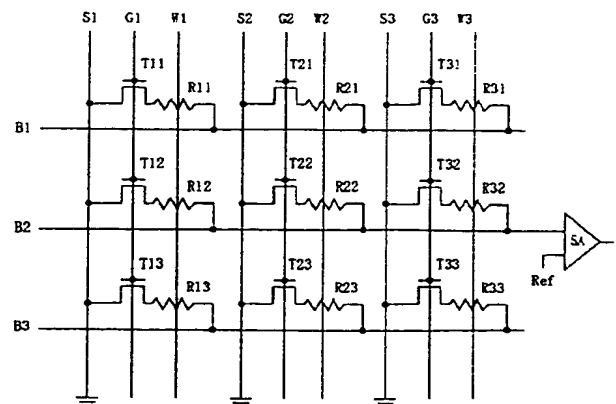 S1 G1 W1 S2 G2 W2 S3 G3 W3
T11 T21 T31
R11 R21 R31
B1
T12 T22 T32
R12 R22 R32
B2
SA
T13 T23 T33
Ref
R13 R23 R33
B3